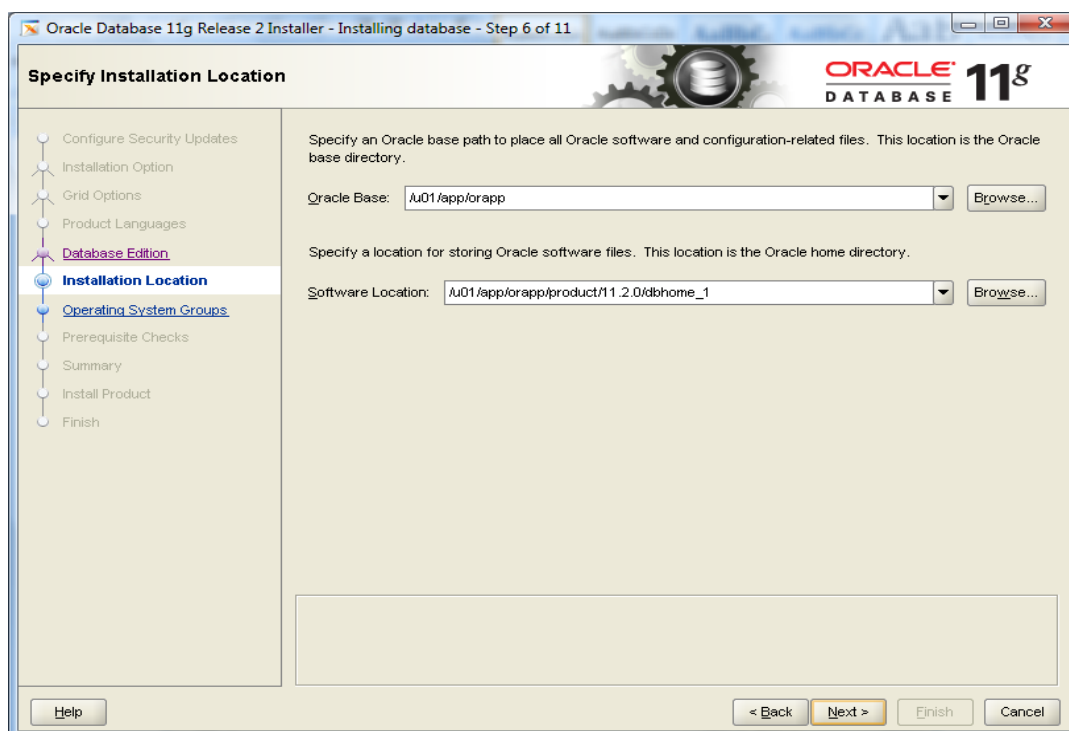 Oracle Database 11g Release 2 Installer - Installing database - Step 6 of 11
Specify Installation Location
ORACLE
DATABASE
11g
Configure Security Updates
Installation Option
Grid Options
Product Languages
Database Edition
Installation Location
Operating System Groups
Prerequisite Checks
Summary
Install Product
Finish
Specify an Oracle base path to place all Oracle software and configuration-related files. This location is the Oracle
base directory.
Oracle Base: /u01/app/orapp Browse...
Specify a location for storing Oracle software files. This location is the Oracle home directory.
Software Location: /u01/app/orapp/product/11.2.0/dbhome_1 Browse...
Help < Back Next > Finish Cancel